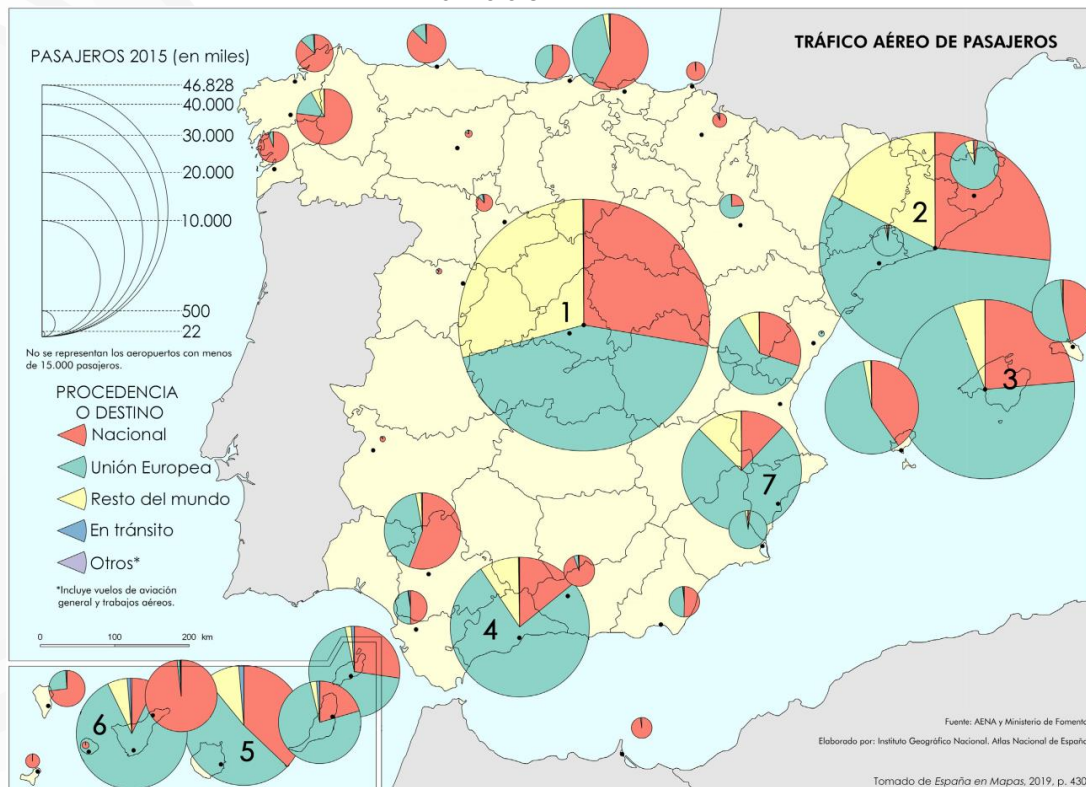 TRÁFICO AÉREO DE PASAJEROS
PASAJEROS 2015 (en miles)
46.828
40.000
30.000
20.000
10.000
500
22
No se representan los aeropuertos con menos
de 15.000 pasajeros.
PROCEDENCIA
O DESTINO
Nacional
Unión Europea
Resto del mundo
En tránsito
Otros*
*Incluye vuelos de aviación
general y trabajos aéreos.
0 100 200 km
1
2
3
7
4
6
5
Fuente: AENA y Ministerio de Fomento
Elaborado por: Instituto Geográfico Nacional. Atlas Nacional de España
Tomado de España en Mapas, 2019, p. 430